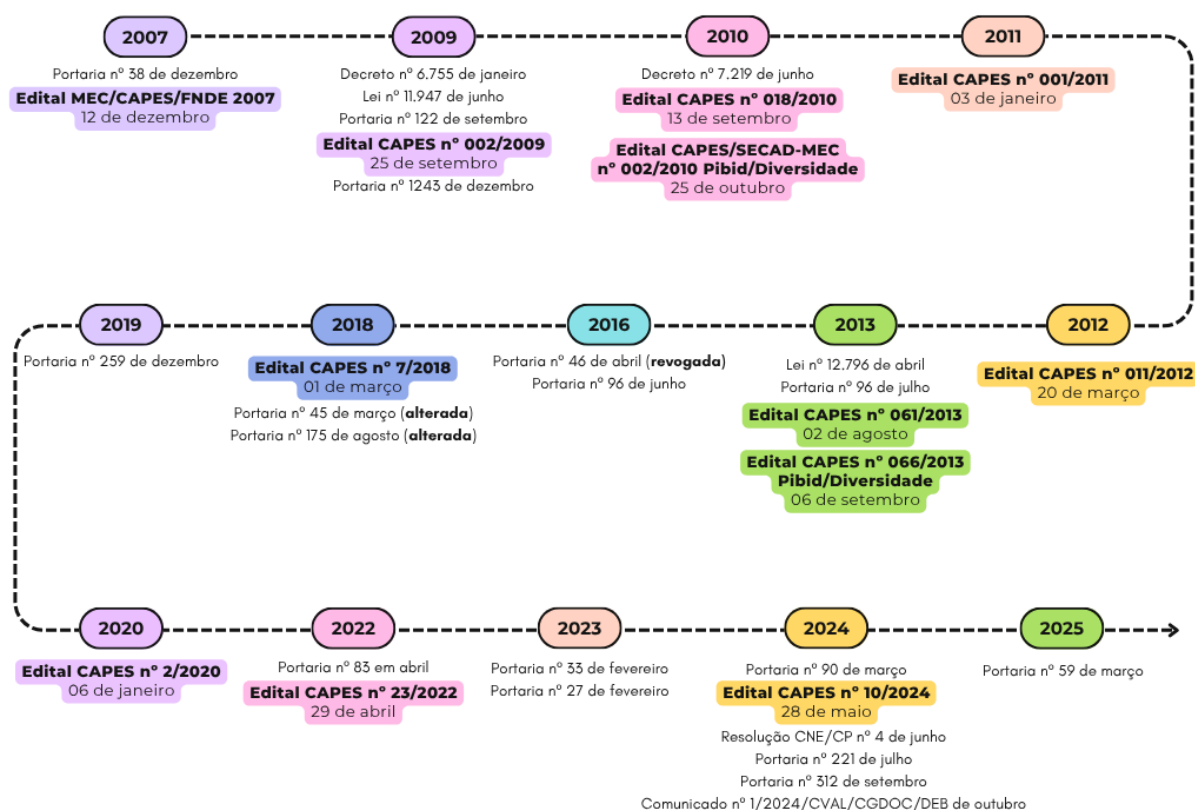 2007
Portaria nº 38 de dezembro
Edital MEC/CAPES/FNDE 2007
12 de dezembro
2009
Decreto nº 6.755 de janeiro
Lei nº 11.947 de junho
Portaria nº 122 de setembro
Edital CAPES nº 002/2009
25 de setembro
Portaria nº 1243 de dezembro
2010
Decreto nº 7.219 de junho
Edital CAPES nº 018/2010
13 de setembro
Edital CAPES/SECAD-MEC
nº 002/2010 Pibid/Diversidade
25 de outubro
2011
Edital CAPES nº 001/2011
03 de janeiro
2012
Edital CAPES nº 011/2012
20 de março
2013
Lei nº 12.796 de abril
Portaria nº 96 de julho
Edital CAPES nº 061/2013
02 de agosto
Edital CAPES nº 066/2013
Pibid/Diversidade
06 de setembro
2016
Portaria nº 46 de abril (revogada)
Portaria nº 96 de junho
2018
Edital CAPES nº 7/2018
01 de março
Portaria nº 45 de março (alterada)
Portaria nº 175 de agosto (alterada)
2019
Portaria nº 259 de dezembro
2020
Edital CAPES nº 2/2020
06 de janeiro
2022
Portaria nº 83 em abril
Edital CAPES nº 23/2022
29 de abril
2023
Portaria nº 33 de fevereiro
Portaria nº 27 de fevereiro
2024
Portaria nº 90 de março
Edital CAPES nº 10/2024
28 de maio
Resolução CNE/CP nº 4 de junho
Portaria nº 221 de julho
Portaria nº 312 de setembro
Comunicado nº 1/2024/CVAL/CGDOC/DEB de outubro
2025
Portaria nº 59 de março